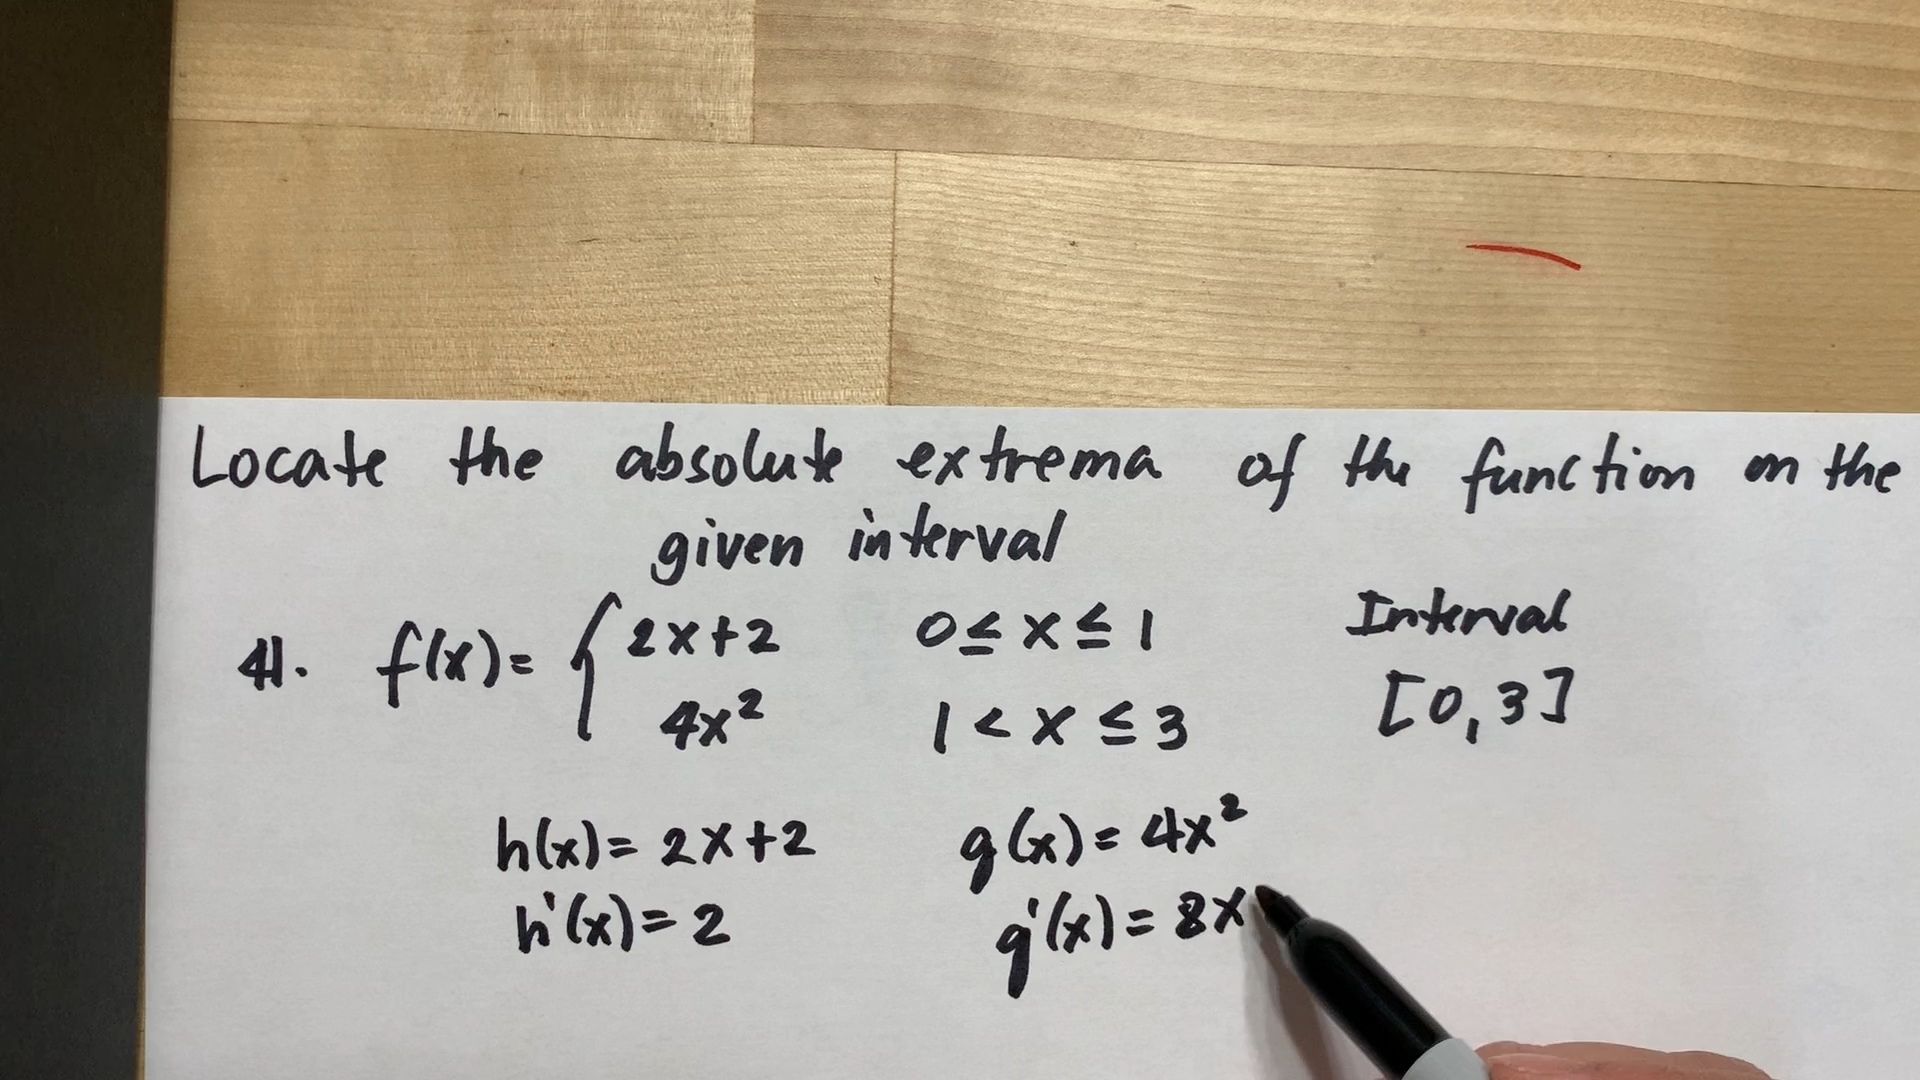 Locate the absolute extrema of the function on the
given interval
41. f(x)= { 2x+2 0≤x≤1 Interval
4x² 1<x≤3 [0,3]
h(x)=2x+2 g(x)=4x²
h'(x)=2 g'(x)=8x